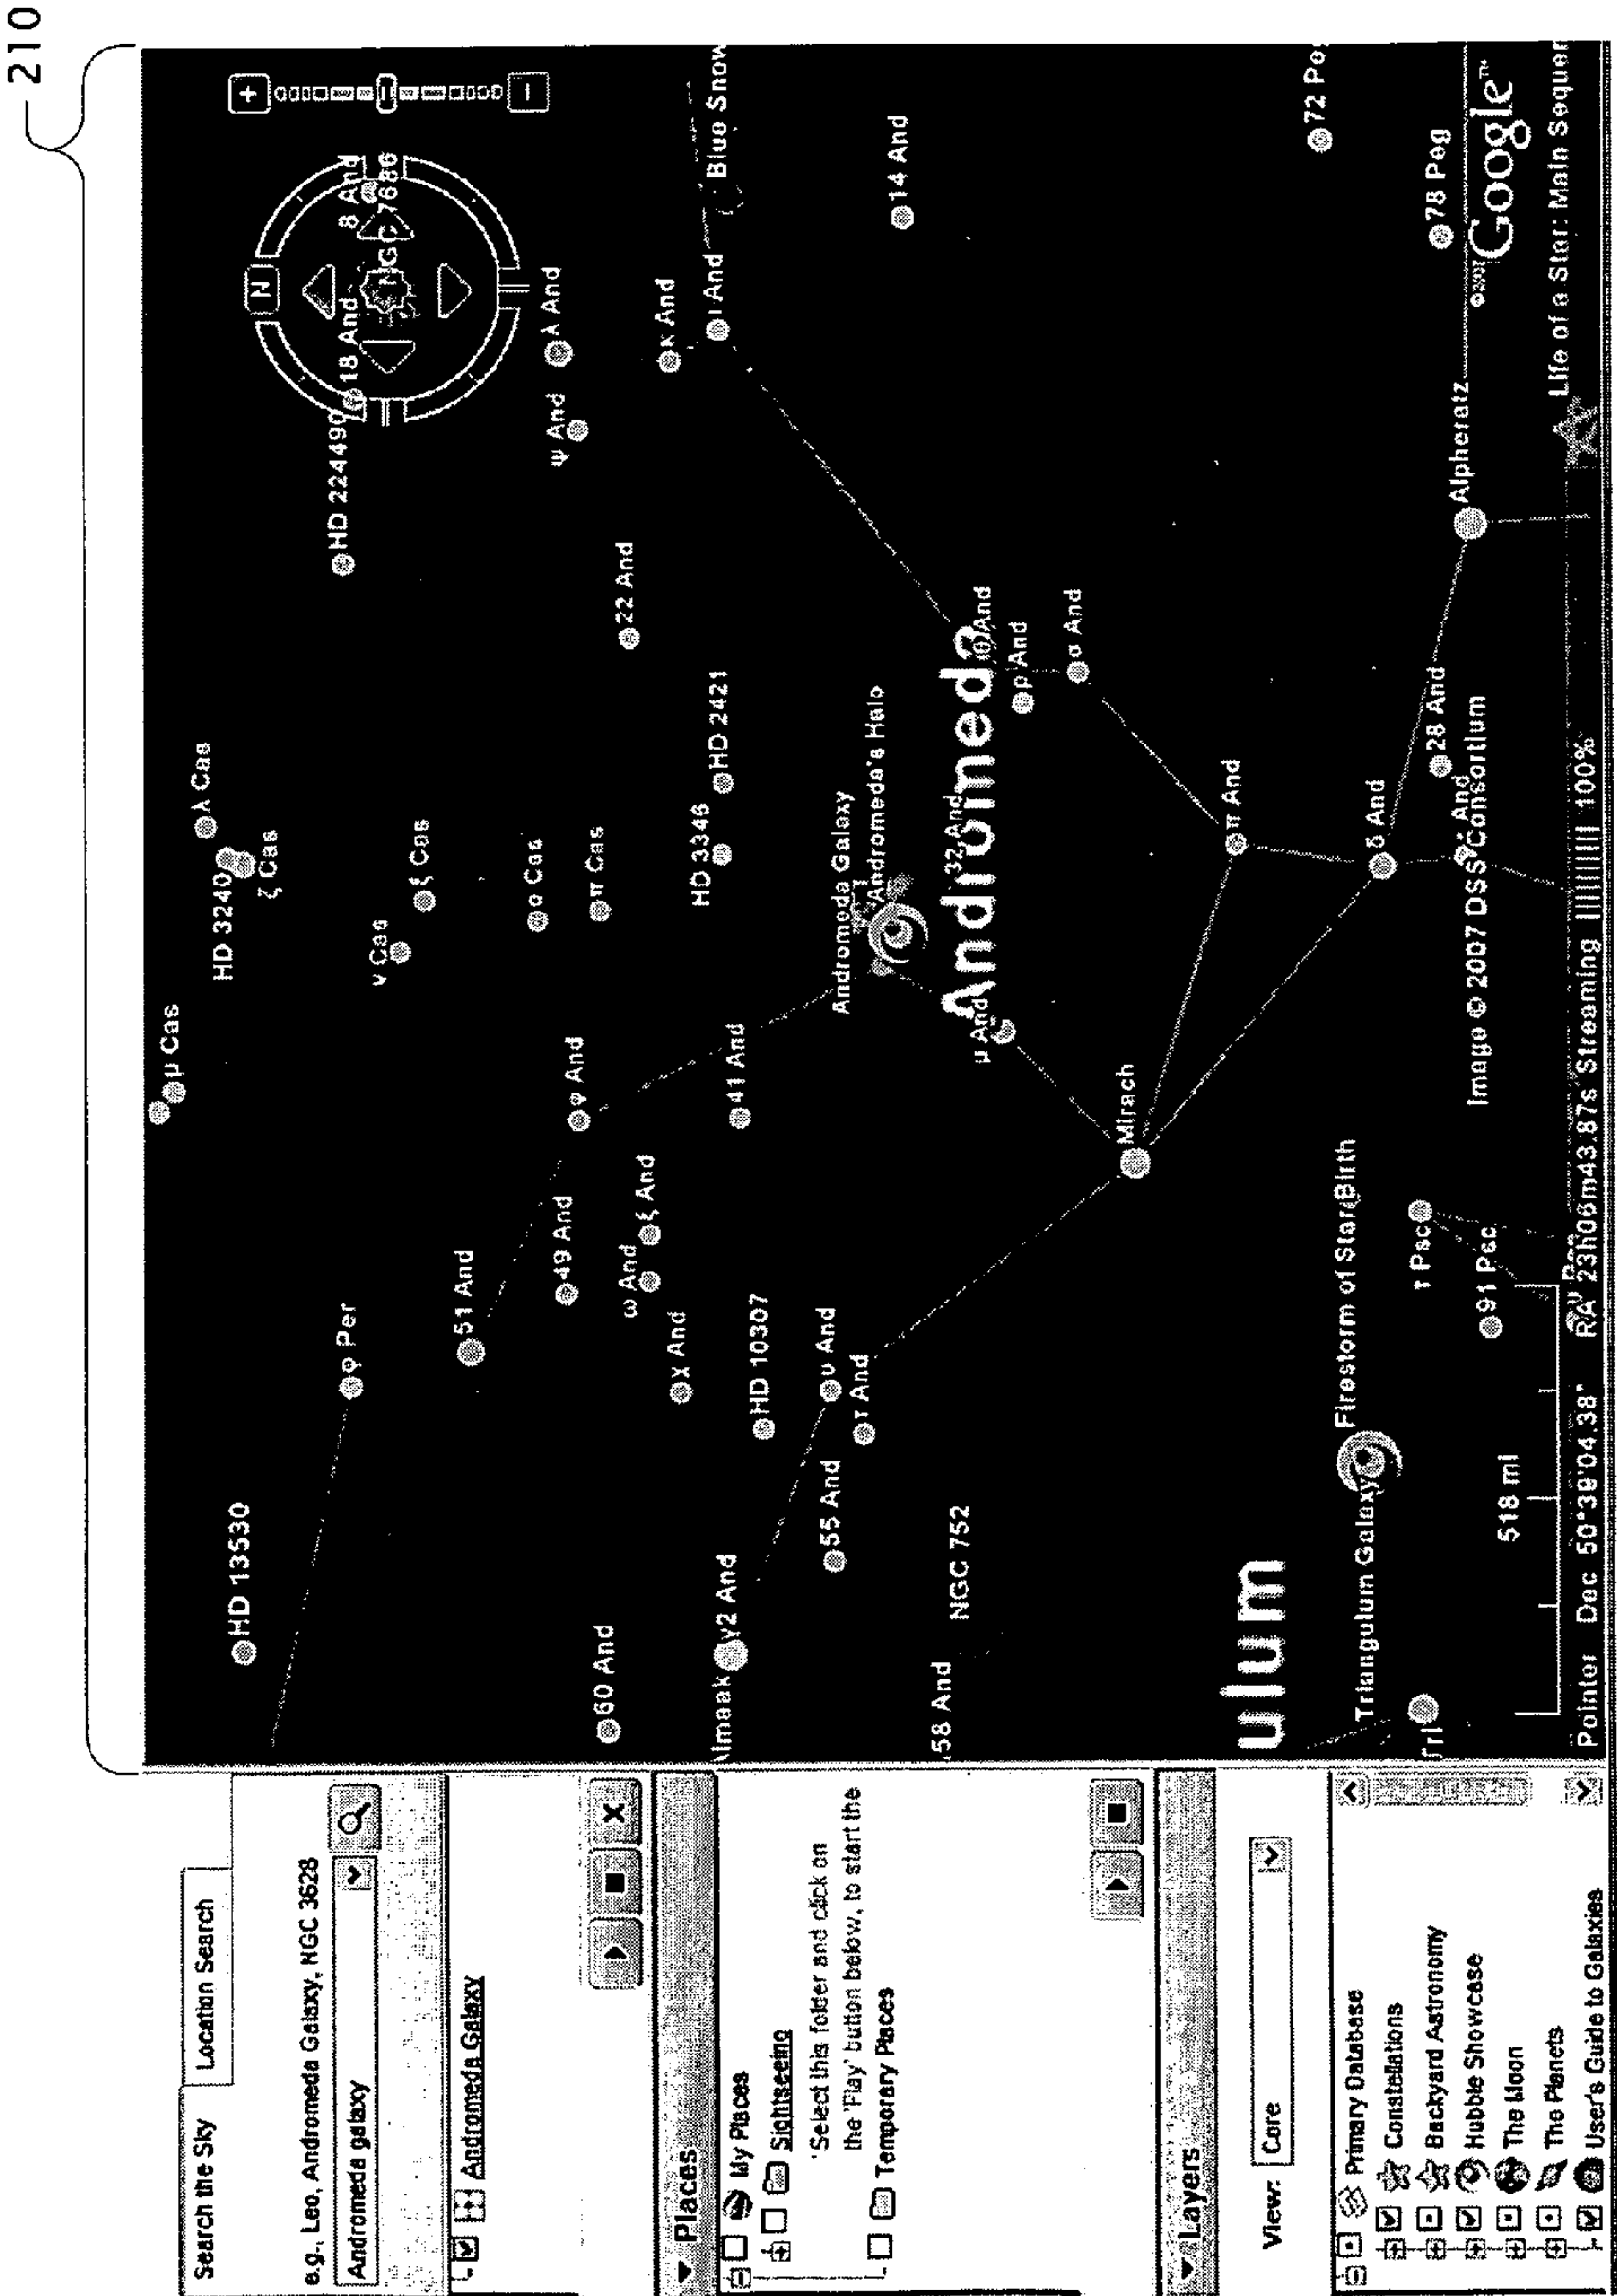 210
Search the Sky
Location Search
e.g., Leo, Andromeda Galaxy, NGC 3628
Andromeda galaxy
Andromeda Galaxy
Places
My Places
Sightseeing
'Select this folder and click on
the 'Play' button below, to start the
Temporary Places
Layers
View: Core
Primary Database
Constellations
Backyard Astronomy
Hubble Showcase
The Moon
The Planets
User's Guide to Galaxies
μ Cas
λ Cas
HD 3240
ζ Cas
HD 13530
φ Per
ν Cas
ξ Cas
HD 224490
18 And
8 And
NGC 7686
N
51 And
ο Cas
π Cas
φ And
49 And
ψ And
λ And
60 And
ω And
ξ And
22 And
χ And
κ And
ι And
Blue Snow
γ2 And
HD 10307
41 And
HD 3346
HD 2421
55 And
υ And
τ And
Andromeda Galaxy
Andromeda's Halo
14 And
58 And
NGC 752
μ And
Andromeda
32 And
θ And
ρ And
σ And
Mirach
π And
ulum
Triangulum Galaxy
Firestorm of Star Birth
δ And
72 Pe
78 Peg
τ Psc
28 And
Alpheratz
Tri
91 Psc
518 mi
Image © 2007 DSS Consortium
©2007 Google™
Life of a Star: Main Sequen
Pointer Dec 50°39'04.38" RA 23h06m43.87s Streaming |||||||||| 100%